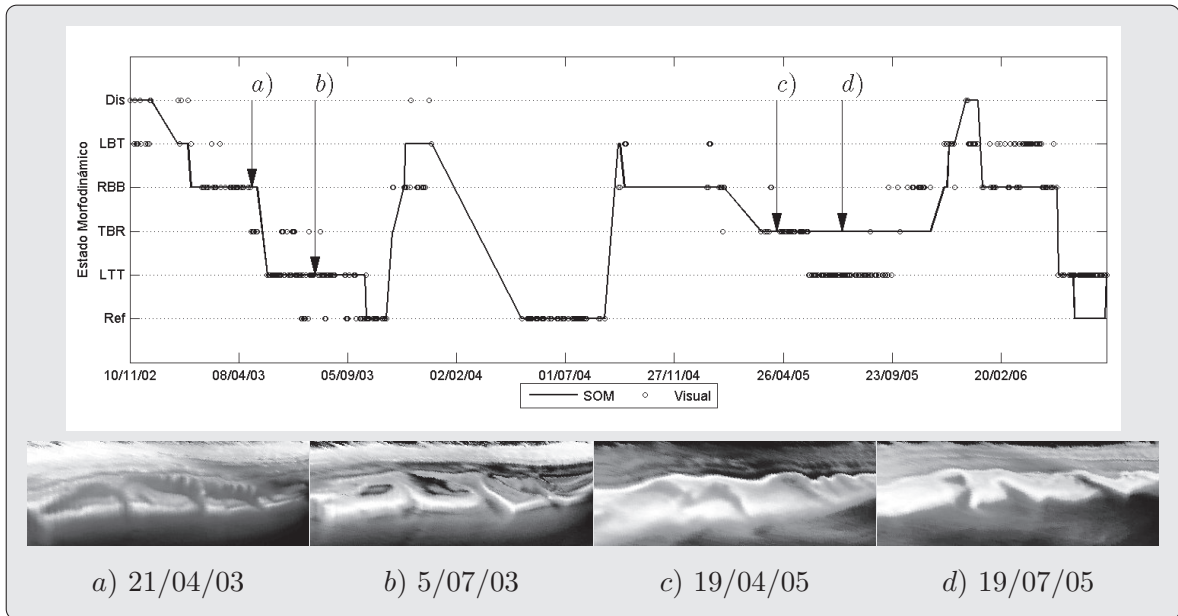 a)
b)
c)
d)
Estado Morfodinámico
Dis
LBT
RBB
TBR
LTT
Ref
10/11/02 08/04/03 05/09/03 02/02/04 01/07/04 27/11/04 26/04/05 23/09/05 20/02/06
SOM Visual
a) 21/04/03
b) 5/07/03
c) 19/04/05
d) 19/07/05